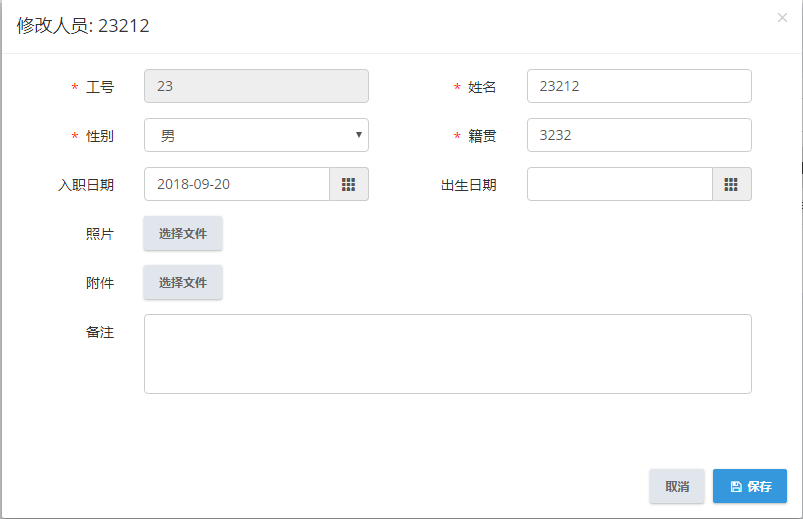 修改人员: 23212
×
* 工号 23 * 姓名 23212
* 性别 男 * 籍贯 3232
入职日期 2018-09-20 出生日期
照片 选择文件
附件 选择文件
备注
取消 保存